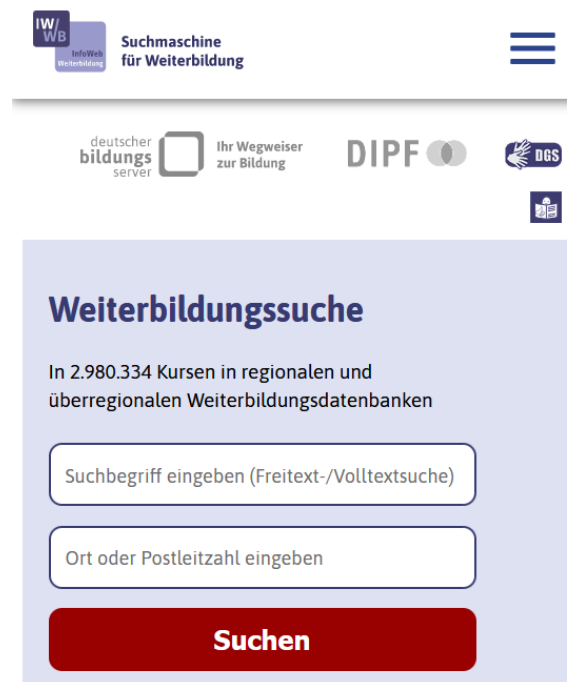 IW/
WB
InfoWeb
Weiterbildung
Suchmaschine
für Weiterbildung
deutscher
bildungs
server
Ihr Wegweiser
zur Bildung
DIPF
DGS
Weiterbildungssuche
In 2.980.334 Kursen in regionalen und
überregionalen Weiterbildungsdatenbanken
Suchbegriff eingeben (Freitext-/Volltextsuche)
Ort oder Postleitzahl eingeben
Suchen